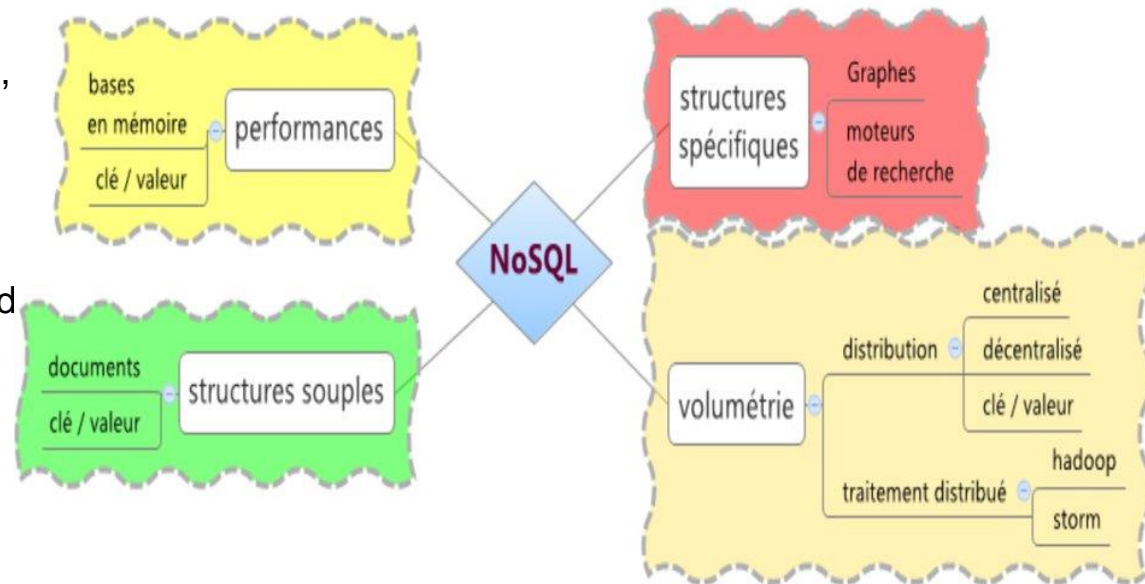 ,
d
bases
en mémoire
clé / valeur
performances
structures
spécifiques
Graphes
moteurs
de recherche
NoSQL
documents
clé / valeur
structures souples
volumétrie
distribution
centralisé
décentralisé
clé / valeur
traitement distribué
hadoop
storm